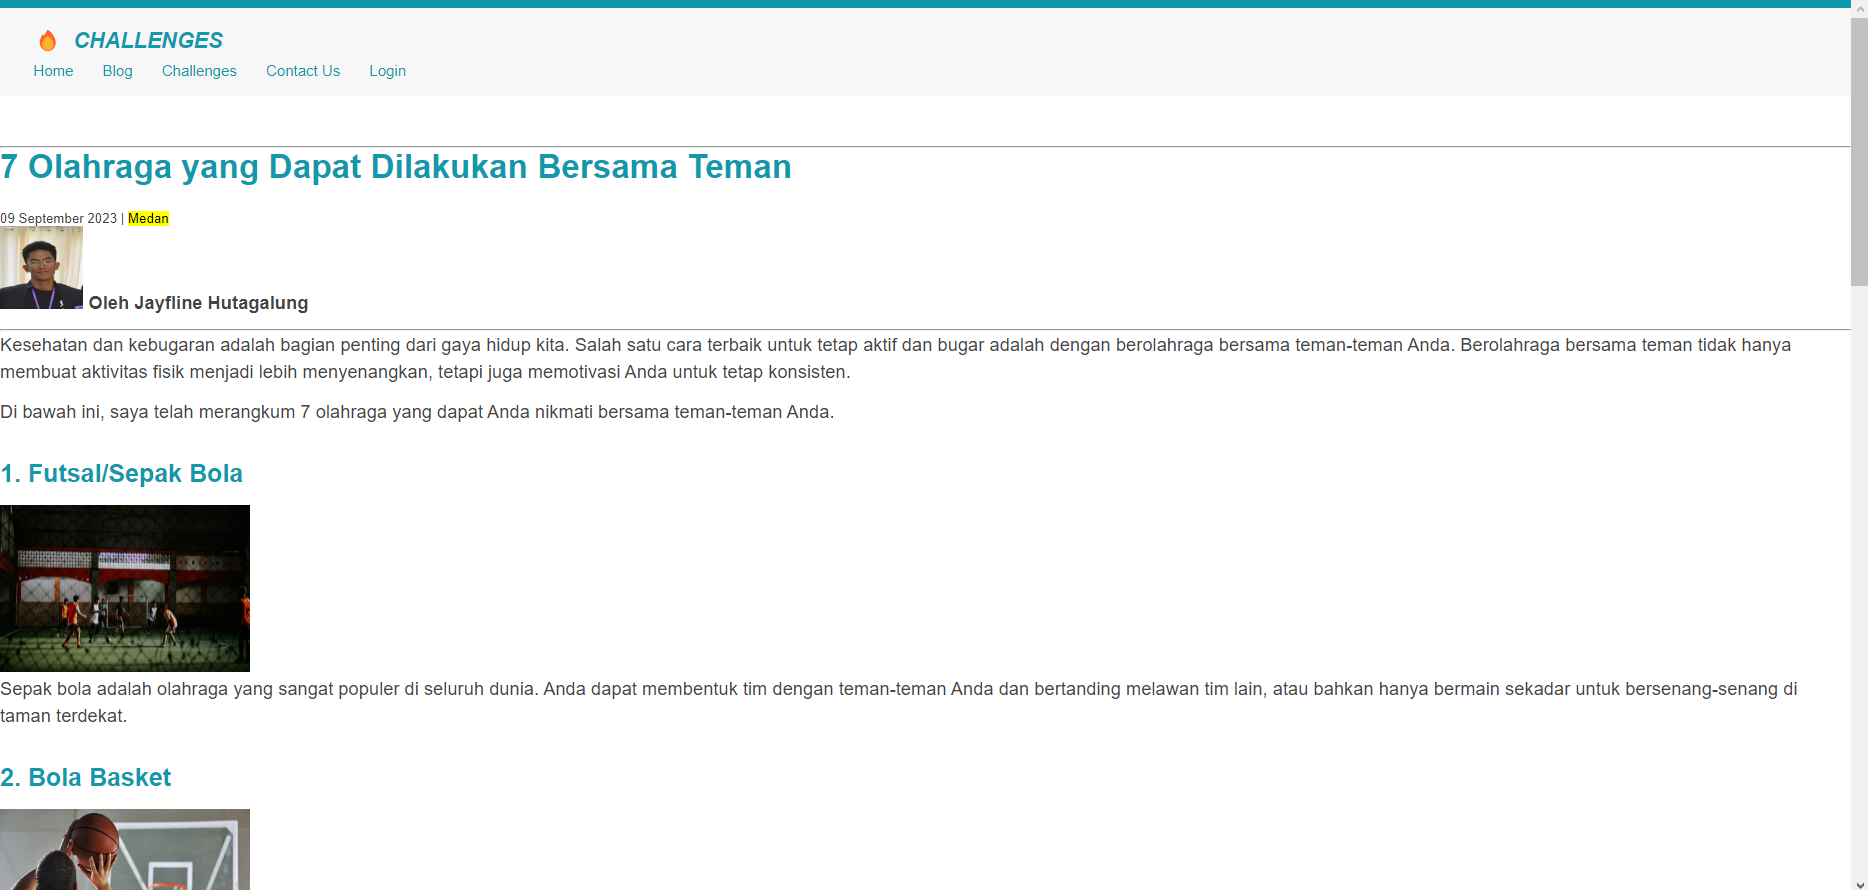 CHALLENGES
Home Blog Challenges Contact Us Login
7 Olahraga yang Dapat Dilakukan Bersama Teman
09 September 2023 | Medan
Oleh Jayfline Hutagalung
Kesehatan dan kebugaran adalah bagian penting dari gaya hidup kita. Salah satu cara terbaik untuk tetap aktif dan bugar adalah dengan berolahraga bersama teman-teman Anda. Berolahraga bersama teman tidak hanya
membuat aktivitas fisik menjadi lebih menyenangkan, tetapi juga memotivasi Anda untuk tetap konsisten.
Di bawah ini, saya telah merangkum 7 olahraga yang dapat Anda nikmati bersama teman-teman Anda.
1. Futsal/Sepak Bola
Sepak bola adalah olahraga yang sangat populer di seluruh dunia. Anda dapat membentuk tim dengan teman-teman Anda dan bertanding melawan tim lain, atau bahkan hanya bermain sekadar untuk bersenang-senang di
taman terdekat.
2. Bola Basket